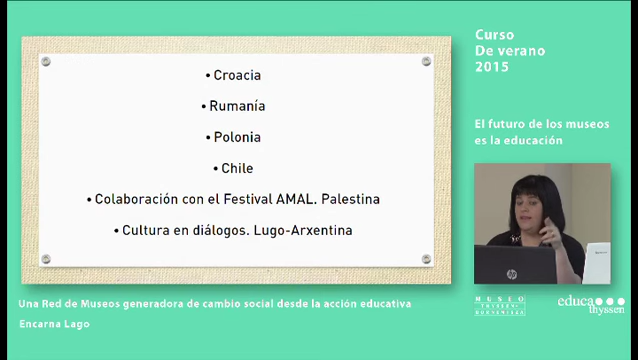 • Croacia
• Rumanía
• Polonia
• Chile
• Colaboración con el Festival AMAL. Palestina
• Cultura en diálogos. Lugo-Arxentina
Curso
De verano
2015
El futuro de los museos
es la educación
hp
Una Red de Museos generadora de cambio social desde la acción educativa
Encarna Lago
MUSEO
THYSSEN-
BORNEMISZA
educa
thyssen